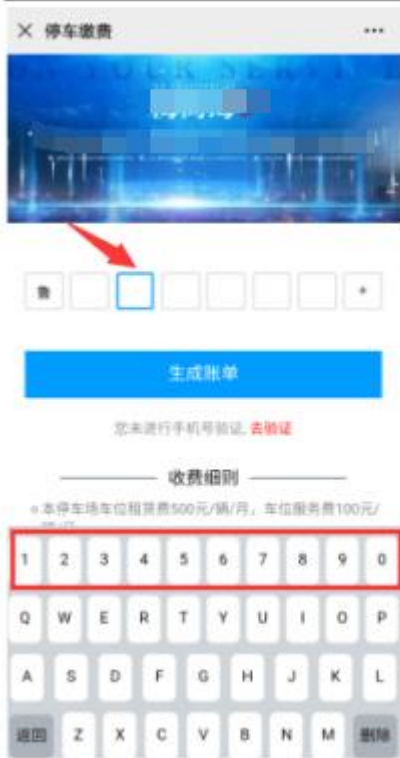 停车缴费
ON YOUR SERVI
鲁
+
生成账单
您未进行手机号验证, 去验证
收费细则
本停车场车位租赁费500元/辆/月，车位服务费100元/
1 2 3 4 5 6 7 8 9 0
Q W E R T Y U I O P
A S D F G H J K L
返回 Z X C V B N M 删除